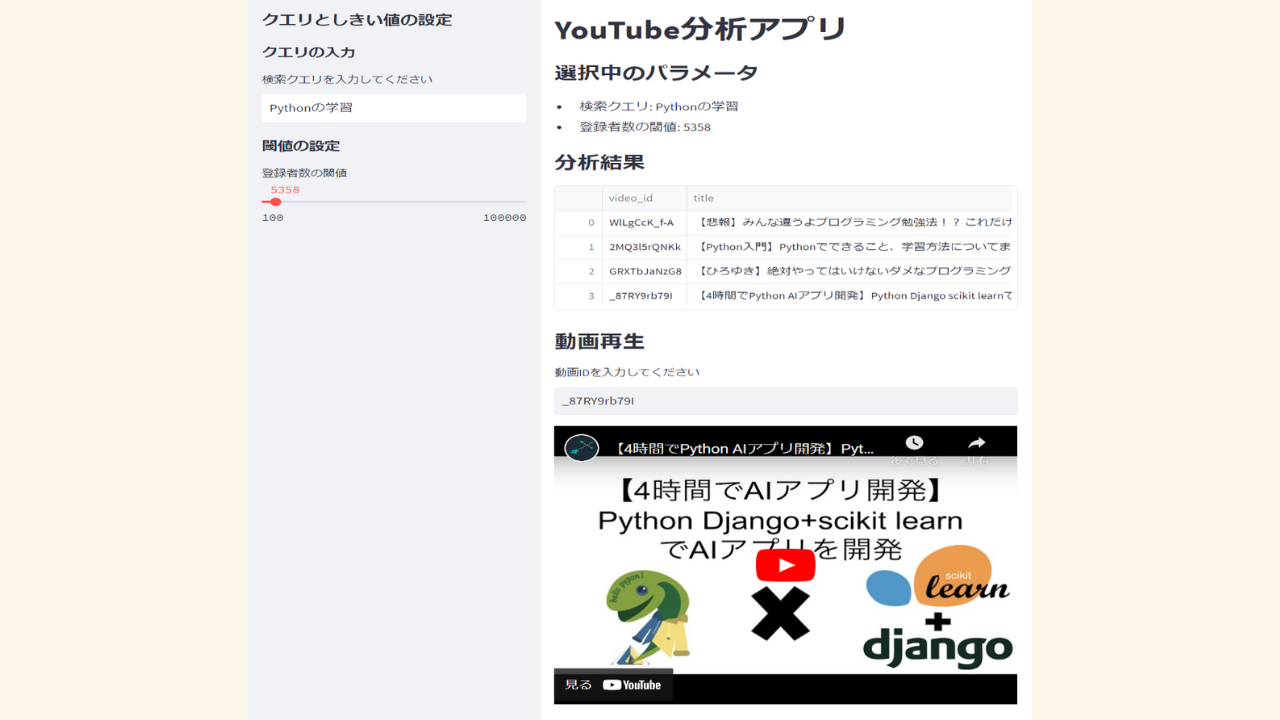 クエリとしきい値の設定
クエリの入力
検索クエリを入力してください
Pythonの学習
閾値の設定
登録者数の閾値
5358
100
100000
YouTube分析アプリ
選択中のパラメータ
• 検索クエリ: Pythonの学習
• 登録者数の閾値: 5358
分析結果
video_id title
0 WlLgCcK_f-A 【悲報】みんな違うよプログラミング勉強法！？ これだけ
1 2MQ3l5rQNKk 【Python入門】Pythonでできること、学習方法についてま
2 GRXTbJaNzG8 【ひろゆき】絶対やってはいけないダメなプログラミング
3 _87RY9rb79I 【4時間でPython AIアプリ開発】Python Django scikit learnで
動画再生
動画IDを入力してください
_87RY9rb79I
【4時間でPython AIアプリ開発】Pyt...
後で見る 共有
【4時間でAIアプリ開発】
Python Django+scikit learn
でAIアプリを開発
hello pypon!
scikit
learn
+
django
見る YouTube